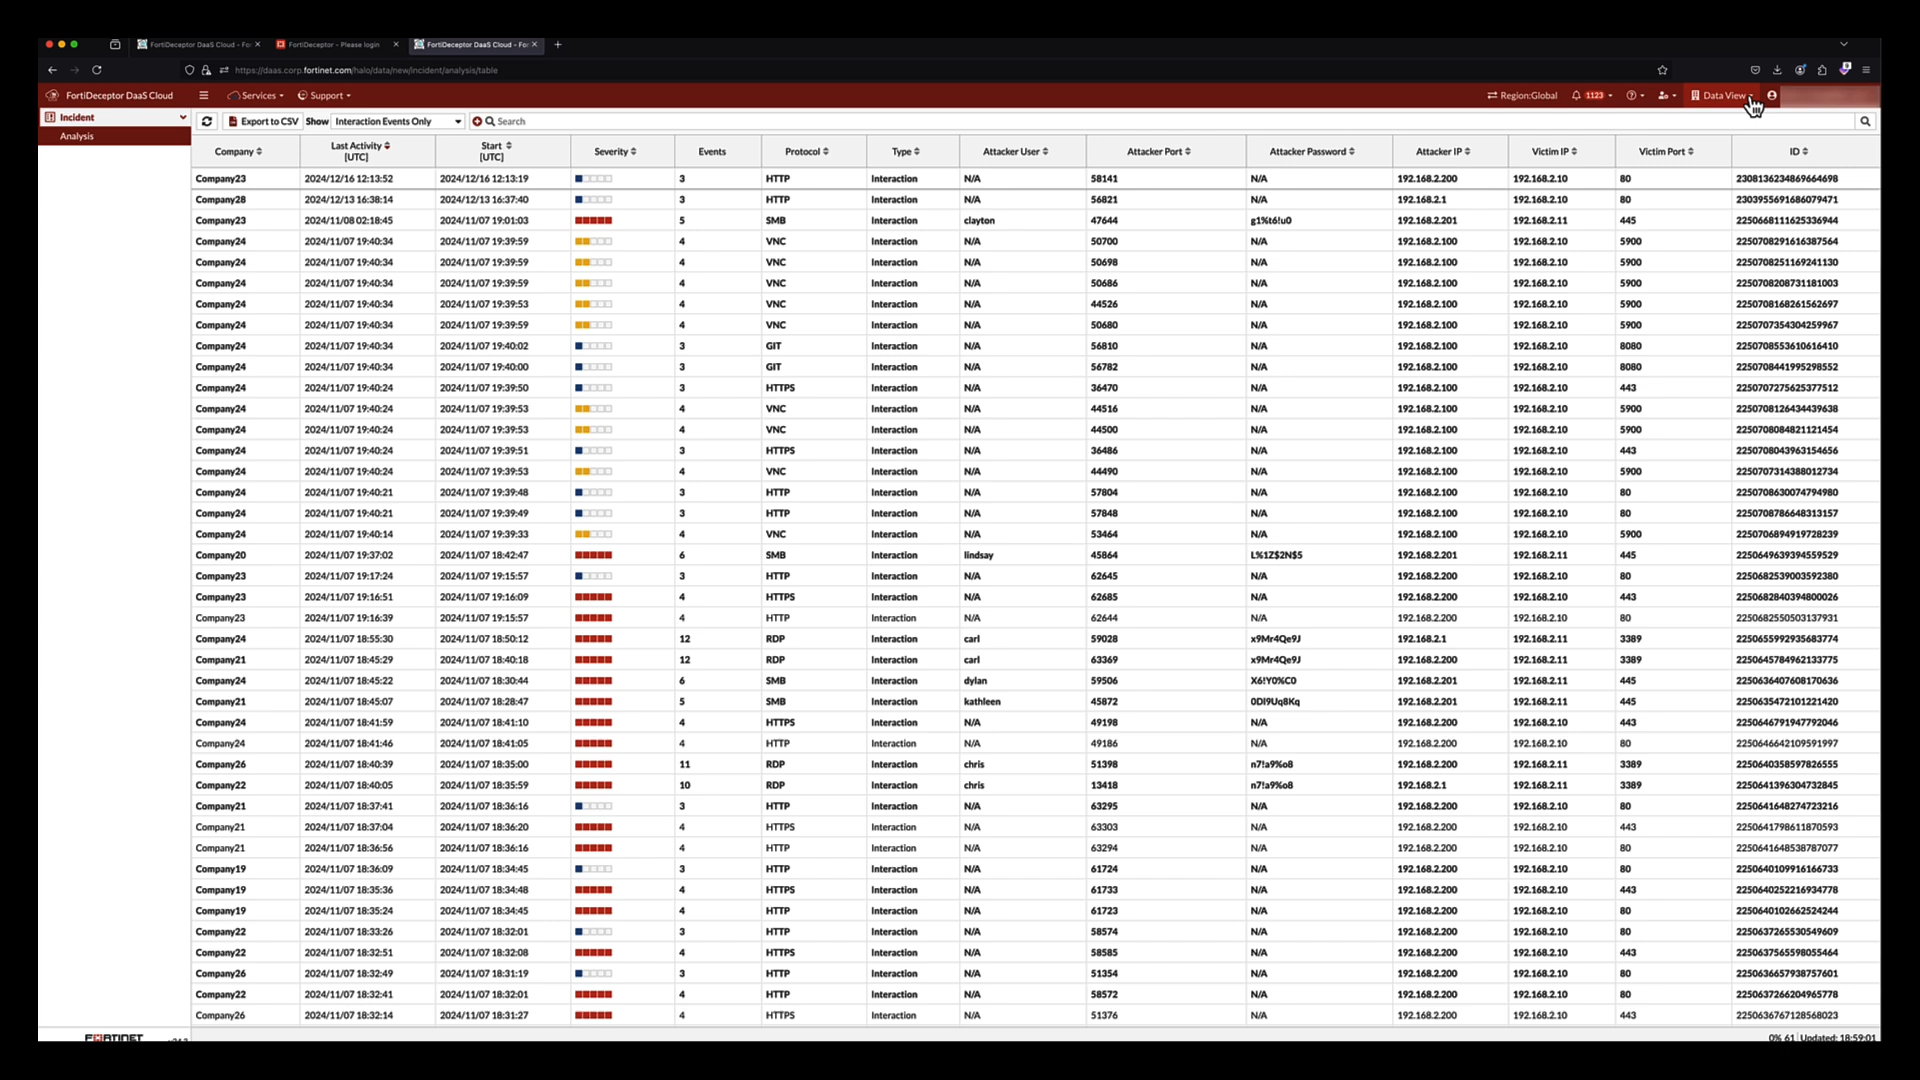 FortiDeceptor DaaS Cloud - For
FortiDeceptor - Please login
FortiDeceptor DaaS Cloud - For
https://daas.corp.fortinet.com/halo/data/new/incident/analysis/table
FortiDeceptor DaaS Cloud Services Support Region:Global 1123 Data View
Incident
Analysis
Export to CSV Show Interaction Events Only Search
Company Last Activity [UTC] Start [UTC] Severity Events Protocol Type Attacker User Attacker Port Attacker Password Attacker IP Victim IP Victim Port ID
Company23 2024/12/16 12:13:52 2024/12/16 12:13:19 3 HTTP Interaction N/A 58141 N/A 192.168.2.200 192.168.2.10 80 2308136234869664698
Company28 2024/12/13 16:38:14 2024/12/13 16:37:40 3 HTTP Interaction N/A 56821 N/A 192.168.2.1 192.168.2.10 80 2303955691686079471
Company23 2024/11/08 02:18:45 2024/11/07 19:01:03 5 SMB Interaction clayton 47644 g1%t6!u0 192.168.2.201 192.168.2.11 445 2250668111625336944
Company24 2024/11/07 19:40:34 2024/11/07 19:39:59 4 VNC Interaction N/A 50700 N/A 192.168.2.100 192.168.2.10 5900 2250708291616387564
Company24 2024/11/07 19:40:34 2024/11/07 19:39:59 4 VNC Interaction N/A 50698 N/A 192.168.2.100 192.168.2.10 5900 2250708251169241130
Company24 2024/11/07 19:40:34 2024/11/07 19:39:59 4 VNC Interaction N/A 50686 N/A 192.168.2.100 192.168.2.10 5900 2250708208731181003
Company24 2024/11/07 19:40:34 2024/11/07 19:39:53 4 VNC Interaction N/A 44526 N/A 192.168.2.100 192.168.2.10 5900 2250708168261562697
Company24 2024/11/07 19:40:34 2024/11/07 19:39:59 4 VNC Interaction N/A 50680 N/A 192.168.2.100 192.168.2.10 5900 2250707354304259967
Company24 2024/11/07 19:40:34 2024/11/07 19:40:02 3 GIT Interaction N/A 56810 N/A 192.168.2.100 192.168.2.10 8080 2250708553610616410
Company24 2024/11/07 19:40:34 2024/11/07 19:40:00 3 GIT Interaction N/A 56782 N/A 192.168.2.100 192.168.2.10 8080 2250708441995298552
Company24 2024/11/07 19:40:24 2024/11/07 19:39:50 3 HTTPS Interaction N/A 36470 N/A 192.168.2.100 192.168.2.10 443 2250707275625377512
Company24 2024/11/07 19:40:24 2024/11/07 19:39:53 4 VNC Interaction N/A 44516 N/A 192.168.2.100 192.168.2.10 5900 2250708126434439638
Company24 2024/11/07 19:40:24 2024/11/07 19:39:53 4 VNC Interaction N/A 44500 N/A 192.168.2.100 192.168.2.10 5900 2250708084821121454
Company24 2024/11/07 19:40:24 2024/11/07 19:39:51 3 HTTPS Interaction N/A 36486 N/A 192.168.2.100 192.168.2.10 443 2250708043963154656
Company24 2024/11/07 19:40:24 2024/11/07 19:39:53 4 VNC Interaction N/A 44490 N/A 192.168.2.100 192.168.2.10 5900 2250707314388012734
Company24 2024/11/07 19:40:21 2024/11/07 19:39:48 3 HTTP Interaction N/A 57804 N/A 192.168.2.100 192.168.2.10 80 2250708630074794980
Company24 2024/11/07 19:40:21 2024/11/07 19:39:49 3 HTTP Interaction N/A 57848 N/A 192.168.2.100 192.168.2.10 80 2250708786648313157
Company24 2024/11/07 19:40:14 2024/11/07 19:39:33 4 VNC Interaction N/A 53464 N/A 192.168.2.100 192.168.2.10 5900 2250706894919728239
Company20 2024/11/07 19:37:02 2024/11/07 18:42:47 6 SMB Interaction lindsay 45864 L%1Z$2N$5 192.168.2.201 192.168.2.11 445 2250649639394559529
Company23 2024/11/07 19:17:24 2024/11/07 19:15:57 3 HTTP Interaction N/A 62645 N/A 192.168.2.200 192.168.2.10 80 2250682539003592380
Company23 2024/11/07 19:16:51 2024/11/07 19:16:09 4 HTTPS Interaction N/A 62685 N/A 192.168.2.200 192.168.2.10 443 2250682840394800026
Company23 2024/11/07 19:16:39 2024/11/07 19:15:57 4 HTTP Interaction N/A 62644 N/A 192.168.2.200 192.168.2.10 80 2250682550503137931
Company24 2024/11/07 18:55:30 2024/11/07 18:50:12 12 RDP Interaction carl 59028 x9Mr4Qe9J 192.168.2.1 192.168.2.11 3389 2250655992935683774
Company21 2024/11/07 18:45:29 2024/11/07 18:40:18 12 RDP Interaction carl 63369 x9Mr4Qe9J 192.168.2.200 192.168.2.11 3389 2250645784962133775
Company24 2024/11/07 18:45:22 2024/11/07 18:30:44 6 SMB Interaction dylan 59506 X6!Y0%C0 192.168.2.201 192.168.2.11 445 2250636407608170636
Company21 2024/11/07 18:45:07 2024/11/07 18:28:47 5 SMB Interaction kathleen 45872 0DI9Uq8Kq 192.168.2.201 192.168.2.11 445 2250635472101221420
Company24 2024/11/07 18:41:59 2024/11/07 18:41:10 4 HTTPS Interaction N/A 49198 N/A 192.168.2.200 192.168.2.10 443 2250646791947792046
Company24 2024/11/07 18:41:46 2024/11/07 18:41:05 4 HTTP Interaction N/A 49186 N/A 192.168.2.200 192.168.2.10 80 2250646642109591997
Company26 2024/11/07 18:40:39 2024/11/07 18:35:00 11 RDP Interaction chris 51398 n7!a9%o8 192.168.2.200 192.168.2.11 3389 2250640358597826555
Company22 2024/11/07 18:40:05 2024/11/07 18:35:59 10 RDP Interaction chris 13418 n7!a9%o8 192.168.2.1 192.168.2.11 3389 2250641396304732845
Company21 2024/11/07 18:37:41 2024/11/07 18:36:16 3 HTTP Interaction N/A 63295 N/A 192.168.2.200 192.168.2.10 80 2250641648274723216
Company21 2024/11/07 18:37:04 2024/11/07 18:36:20 4 HTTPS Interaction N/A 63303 N/A 192.168.2.200 192.168.2.10 443 2250641798611870593
Company21 2024/11/07 18:36:56 2024/11/07 18:36:16 4 HTTP Interaction N/A 63294 N/A 192.168.2.200 192.168.2.10 80 2250641648538787077
Company19 2024/11/07 18:36:09 2024/11/07 18:34:45 3 HTTP Interaction N/A 61724 N/A 192.168.2.200 192.168.2.10 80 2250640109916166733
Company19 2024/11/07 18:35:36 2024/11/07 18:34:48 4 HTTPS Interaction N/A 61733 N/A 192.168.2.200 192.168.2.10 443 2250640252216934778
Company19 2024/11/07 18:35:24 2024/11/07 18:34:45 4 HTTP Interaction N/A 61723 N/A 192.168.2.200 192.168.2.10 80 2250640102662524244
Company22 2024/11/07 18:33:26 2024/11/07 18:32:01 3 HTTP Interaction N/A 58574 N/A 192.168.2.200 192.168.2.10 80 2250637265530549609
Company22 2024/11/07 18:32:51 2024/11/07 18:32:08 4 HTTPS Interaction N/A 58585 N/A 192.168.2.200 192.168.2.10 443 2250637565598055464
Company26 2024/11/07 18:32:49 2024/11/07 18:31:19 3 HTTP Interaction N/A 51354 N/A 192.168.2.200 192.168.2.10 80 2250636657938757601
Company22 2024/11/07 18:32:41 2024/11/07 18:32:01 4 HTTP Interaction N/A 58572 N/A 192.168.2.200 192.168.2.10 80 2250637266204965778
Company26 2024/11/07 18:32:14 2024/11/07 18:31:27 4 HTTPS Interaction N/A 51376 N/A 192.168.2.200 192.168.2.10 443 2250636767128568023
FORTINET 0% 61 Updated: 18:59:01